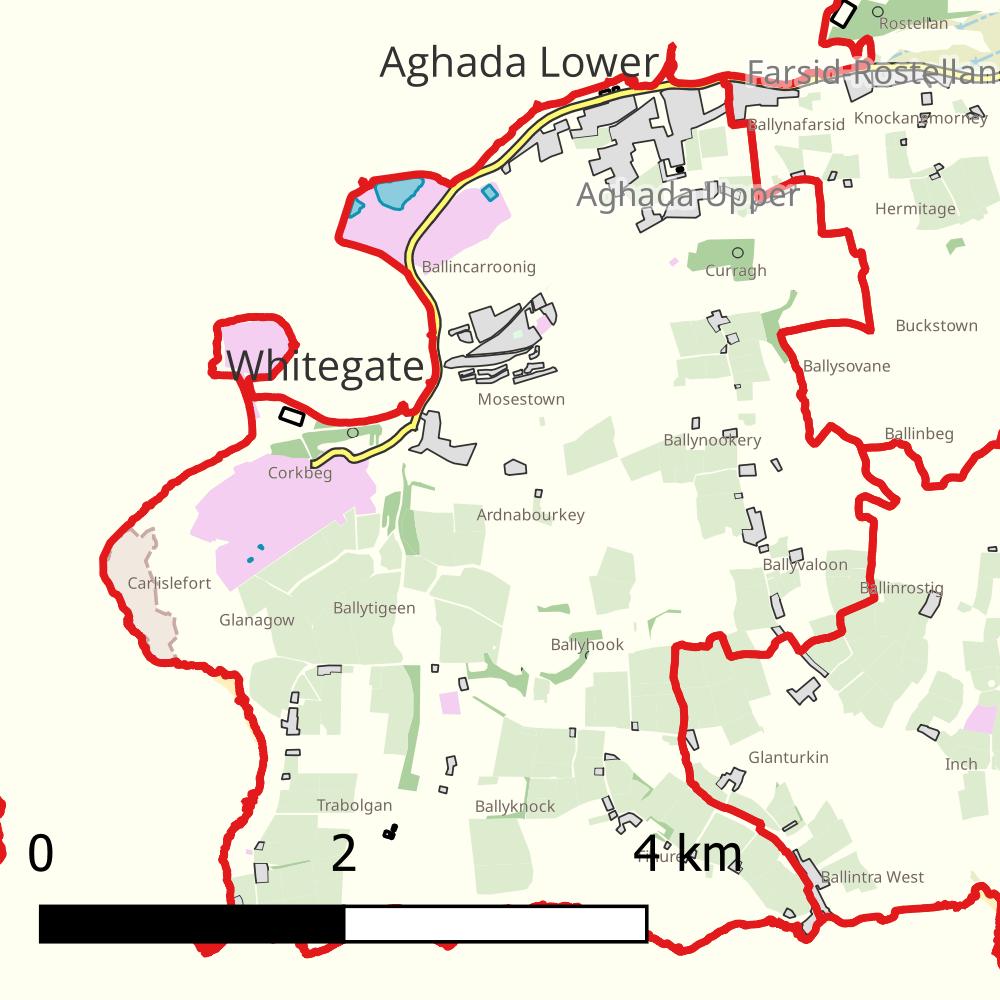 Rostellan
Aghada Lower
Farsid-Rostellan
Knockanemorney
Ballynafarsid
Aghada Upper
Hermitage
Ballincarroonig
Curragh
Buckstown
Whitegate
Ballysovane
Mosestown
Ballinbeg
Ballynookery
Corkbeg
Ardnabourkey
Ballyvaloon
Carlislefort
Ballinrostig
Ballytigeen
Glanagow
Ballyhook
Glanturkin
Inch
Trabolgan
Ballyknock
0 2 4 km
Ballintra West